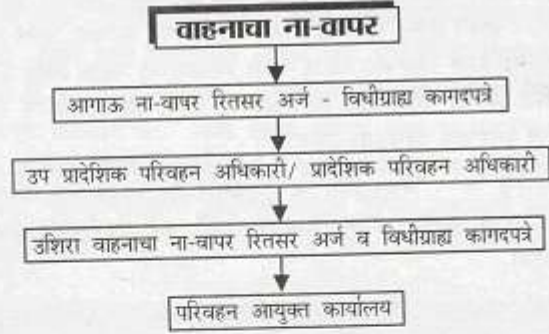 वाहनाचा ना-वापर
आगाऊ ना-वापर रितसर अर्ज - विधीग्राह्य कागदपत्रे
उप प्रादेशिक परिवहन अधिकारी/ प्रादेशिक परिवहन अधिकारी
उशिरा वाहनाचा ना-वापर रितसर अर्ज व विधीग्राह्य कागदपत्रे
परिवहन आयुक्त कार्यालय